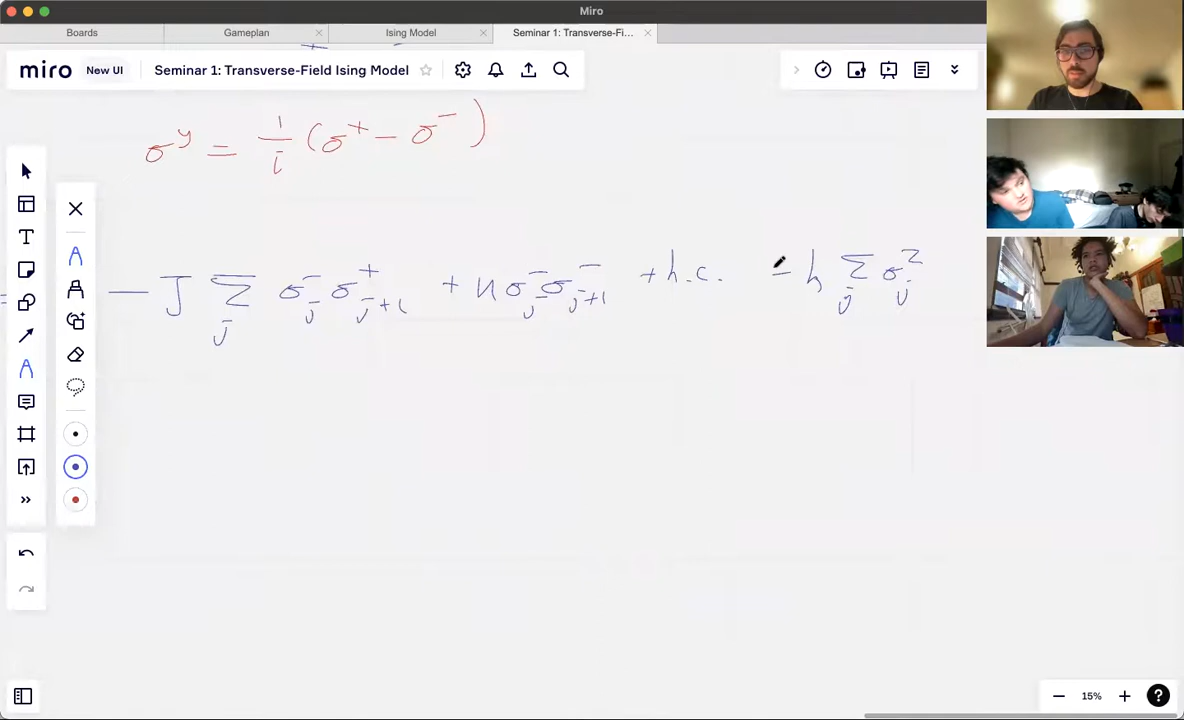 Miro
Boards
Gameplan
Ising Model
Seminar 1: Transverse-Fi...
miro
New UI
Seminar 1: Transverse-Field Ising Model
σ^y = 1/i (σ^+ - σ^-)
= - J Σ_j σ_j^- σ_{j+1}^+ + κ σ_j^- σ_{j+1}^- + h.c. - h Σ_j σ_j^z
15%